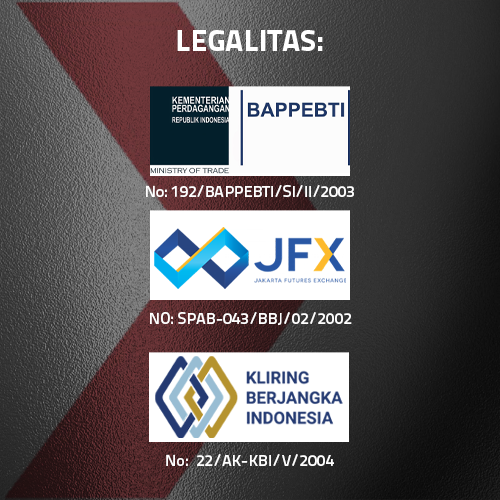 LEGALITAS:
KEMENTERIAN
PERDAGANGAN
REPUBLIK INDONESIA
BAPPEBTI
MINISTRY OF TRADE
No: 192/BAPPEBTI/SI/II/2003
JFX
JAKARTA FUTURES EXCHANGE
NO: SPAB-043/BBJ/02/2002
KLIRING
BERJANGKA
INDONESIA
No: 22/AK-KBI/V/2004